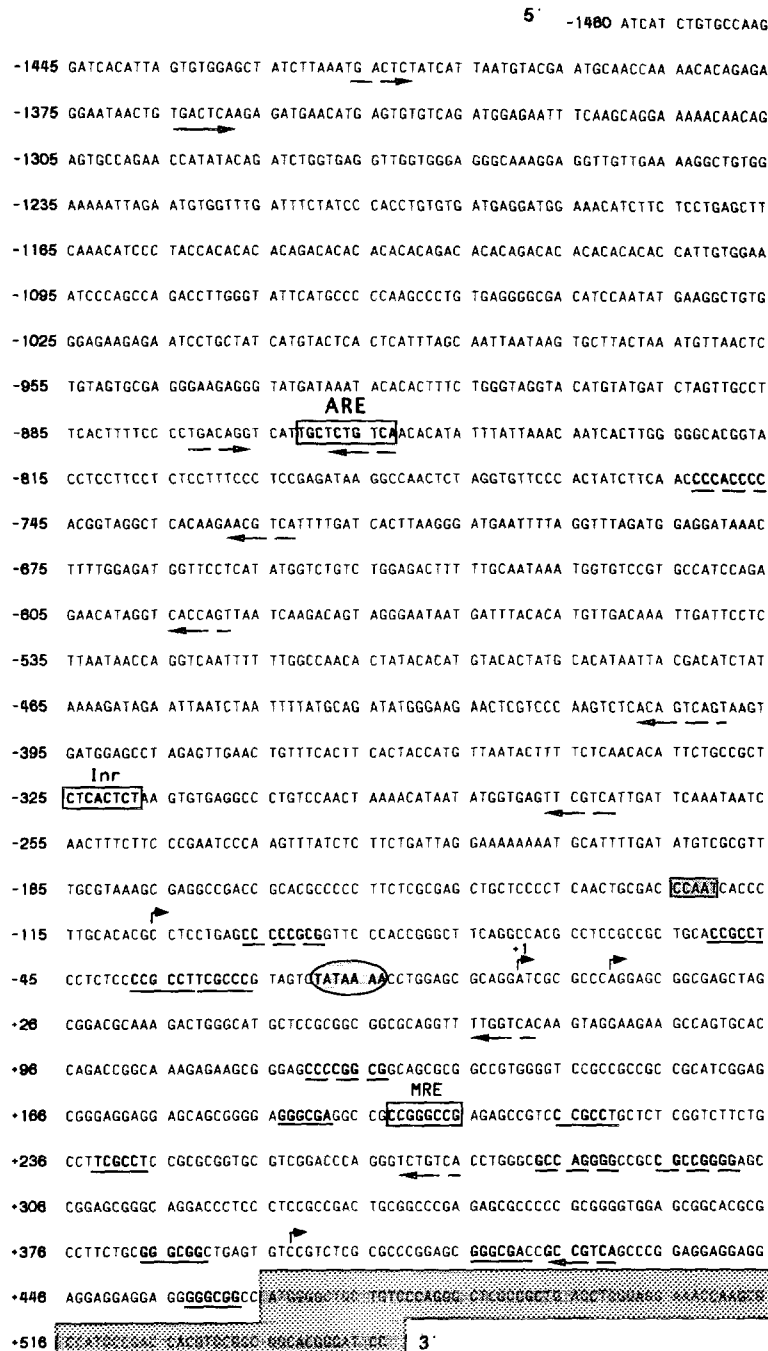 5' -1460 ATCAT CTGTGCCAAG
-1445 GATCACATTA GTGTGGAGCT ATCTTAAATG ACTCTATCAT TAATGTACGA ATGCAACCAA AACACAGAGA
-1375 GGAATAACTG TGACTCAAGA GATGAACATG AGTGTGTCAG ATGGAGAATT TCAAGCAGGA AAAACAACAG
-1305 AGTGCCAGAA CCATATACAG ATCTGGTGAG GTTGGTGGGA GGGCAAAGGA GGTTGTTGAA AAGGCTGTGG
-1235 AAAAATTAGA ATGTGGTTTG ATTTCTATCC CACCTGTGTG ATGAGGATGG AAACATCTTC TCCTGAGCTT
-1165 CAAACATCCC TACCACACAC ACAGACACAC ACACACAGAC ACACAGACAC ACACACACAC CATTGTGGAA
-1095 ATCCCAGCCA GACCTTGGGT ATTCATGCCC CCAAGCCCTG TGAGGGGCGA CATCCAATAT GAAGGCTGTG
-1025 GGAGAAGAGA ATCCTGCTAT CATGTACTCA CTCATTTAGC AATTAATAAG TGCTTACTAA ATGTTAACTC
-955 TGTAGTGCGA GGGAAGAGGG TATGATAAAT ACACACTTTC TGGGTAGGTA CATGTATGAT CTAGTTGCCT
ARE
-885 TCACTTTTCC CCTGACAGGT CATTGCTCTG TCAACACATA TTTATTAAAC AATCACTTGG GGGCACGGTA
-815 CCTCCTTCCT CTCCTTTCCC TCCGAGATAA GGCCAACTCT AGGTGTTCCC ACTATCTTCA ACCCCACCCC
-745 ACGGTAGGCT CACAAGAACG TCATTTTGAT CACTTAAGGG ATGAATTTTA GGTTTAGATG GAGGATAAAC
-675 TTTTGGAGAT GGTTCCTCAT ATGGTCTGTC TGGAGACTTT TTGCAATAAA TGGTGTCCGT GCCATCCAGA
-605 GAACATAGGT CACCAGTTAA TCAAGACAGT AGGGAATAAT GATTTACACA TGTTGACAAA TTGATTCCTC
-535 TTAATAACCA GGTCAATTTT TTGGCCAACA CTATACACAT GTACACTATG CACATAATTA CGACATCTAT
-465 AAAAGATAGA ATTAATCTAA TTTTATGCAG ATATGGGAAG AACTCGTCCC AAGTCTCACA GTCAGTAAGT
-395 GATGGAGCCT AGAGTTGAAC TGTTTCACTT CACTACCATG TTAATACTTT TCTCAACACA TTCTGCCGCT
Inr
-325 CTCACTCTAA GTGTGAGGCC CTGTCCAACT AAAACATAAT ATGGTGAGTT CGTCATTGAT TCAAATAATC
-255 AACTTTCTTC CCGAATCCCA AGTTTATCTC TTCTGATTAG GAAAAAAAAT GCATTTTGAT ATGTCGCGTT
-185 TGCGTAAAGC GAGGCCGACC GCACGCCCCC TTCTCGCGAG CTGCTCCCCT CAACTGCGAC CCAATCACCC
-115 TTGCACACGC CTCCTGAGCC CCCCGCGGTT CCCACCGGGCT TCAGGCCACG CCTCCGCCGC TGCACCGCCT
+1
-45 CCTCTCCCCG CCTTCGCCCG TAGTCTATAA AACCTGGAGC GCAGGATCGC GCCCAGGAGC GGCGAGCTAG
+26 CGGACGCAAA GACTGGGCAT GCTCCGCGGC GGCGCAGGTT TTGGTCACAA GTAGGAAGAA GCCAGTGCAC
+96 CAGACCGGCA AAGAGAAGCG GGAGCCCCGG CGGCAGCGCG GCCGTGGGGT CCGCCGCCGC CGCATCGGAG
MRE
+166 CGGGAGGAGG AGCAGCGGGG AGGGCGAGGC CGCCGGGCCG AGAGCCGTCC CGCCTGCTCT CGGTCTTCTG
+236 CCTTCGCCTC CGCGCGGTGC GTCGGACCCA GGGTCTGTCA CCTGGGCGCC AGGGGCCGCC GCCGGGGAGC
+306 CGGAGCGGGC AGGACCCTCC CTCCGCCGAC TGCGGCCCGA GAGCGCCCCC GCGGGGTGGA GCGGCACGCG
+376 CCTTCTGCGG GCGGCTGAGT GTCCGTCTCG CGCCCGGAGC GGGCGACCGC CGTCAGCCCG GAGGAGGAGG
+446 AGGAGGAGGA GGGGCGGCC
+516 3'